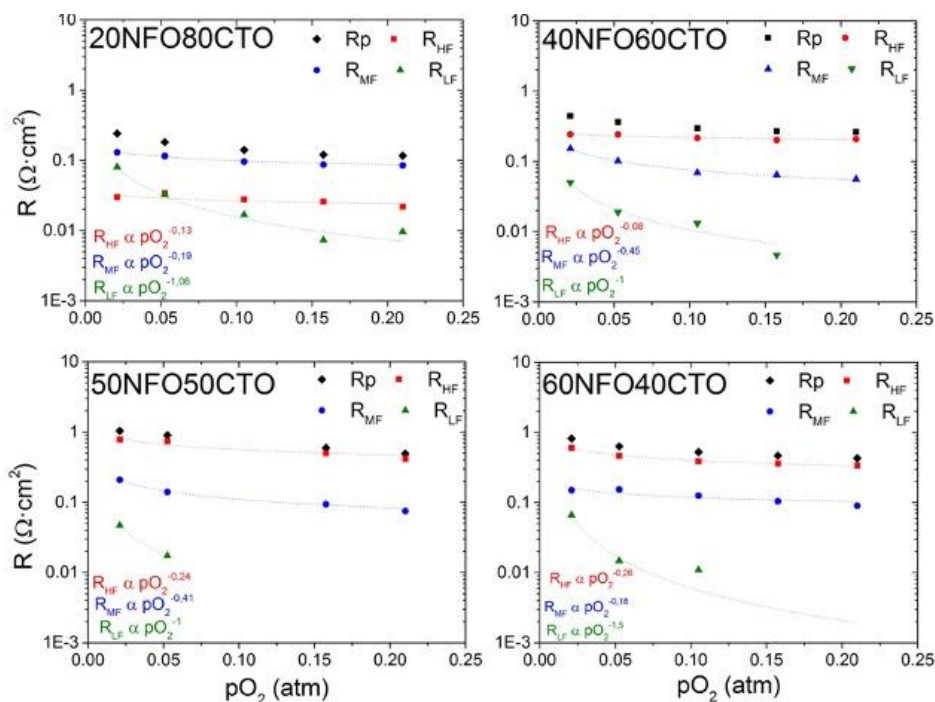 20NFO80CTO
Rp R_HF
R_MF R_LF
R (Ω·cm²)
10
1
0.1
0.01
1E-3
R_HF α pO₂^-0,13
R_MF α pO₂^-0,19
R_LF α pO₂^-1,06
0.00 0.05 0.10 0.15 0.20 0.25
40NFO60CTO
Rp R_HF
R_MF R_LF
10
1
0.1
0.01
1E-3
R_HF α pO₂^-0,08
R_MF α pO₂^-0,45
R_LF α pO₂^-1
0.00 0.05 0.10 0.15 0.20 0.25
50NFO50CTO
Rp R_HF
R_MF R_LF
R (Ω·cm²)
10
1
0.1
0.01
1E-3
R_HF α pO₂^-0,24
R_MF α pO₂^-0,41
R_LF α pO₂^-1
0.00 0.05 0.10 0.15 0.20 0.25
pO₂ (atm)
60NFO40CTO
Rp R_HF
R_MF R_LF
10
1
0.1
0.01
1E-3
R_HF α pO₂^-0,26
R_MF α pO₂^-0,18
R_LF α pO₂^-1,5
0.00 0.05 0.10 0.15 0.20 0.25
pO₂ (atm)